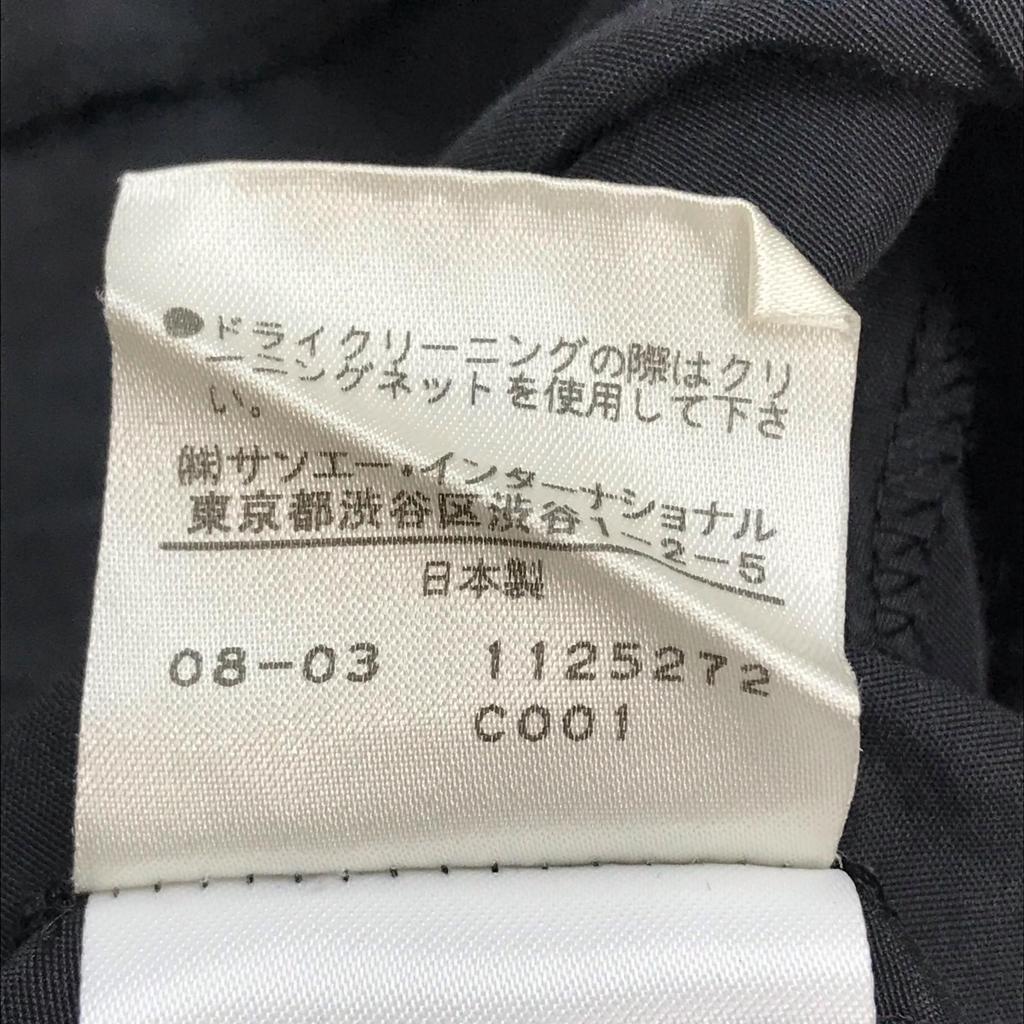 ●ドライクリーニングの際はクリ
ーニングネットを使用して下さ
い。
㈱サンエー・インターナショナル
東京都渋谷区渋谷1-2-5
日本製
08-03 1125272
C001